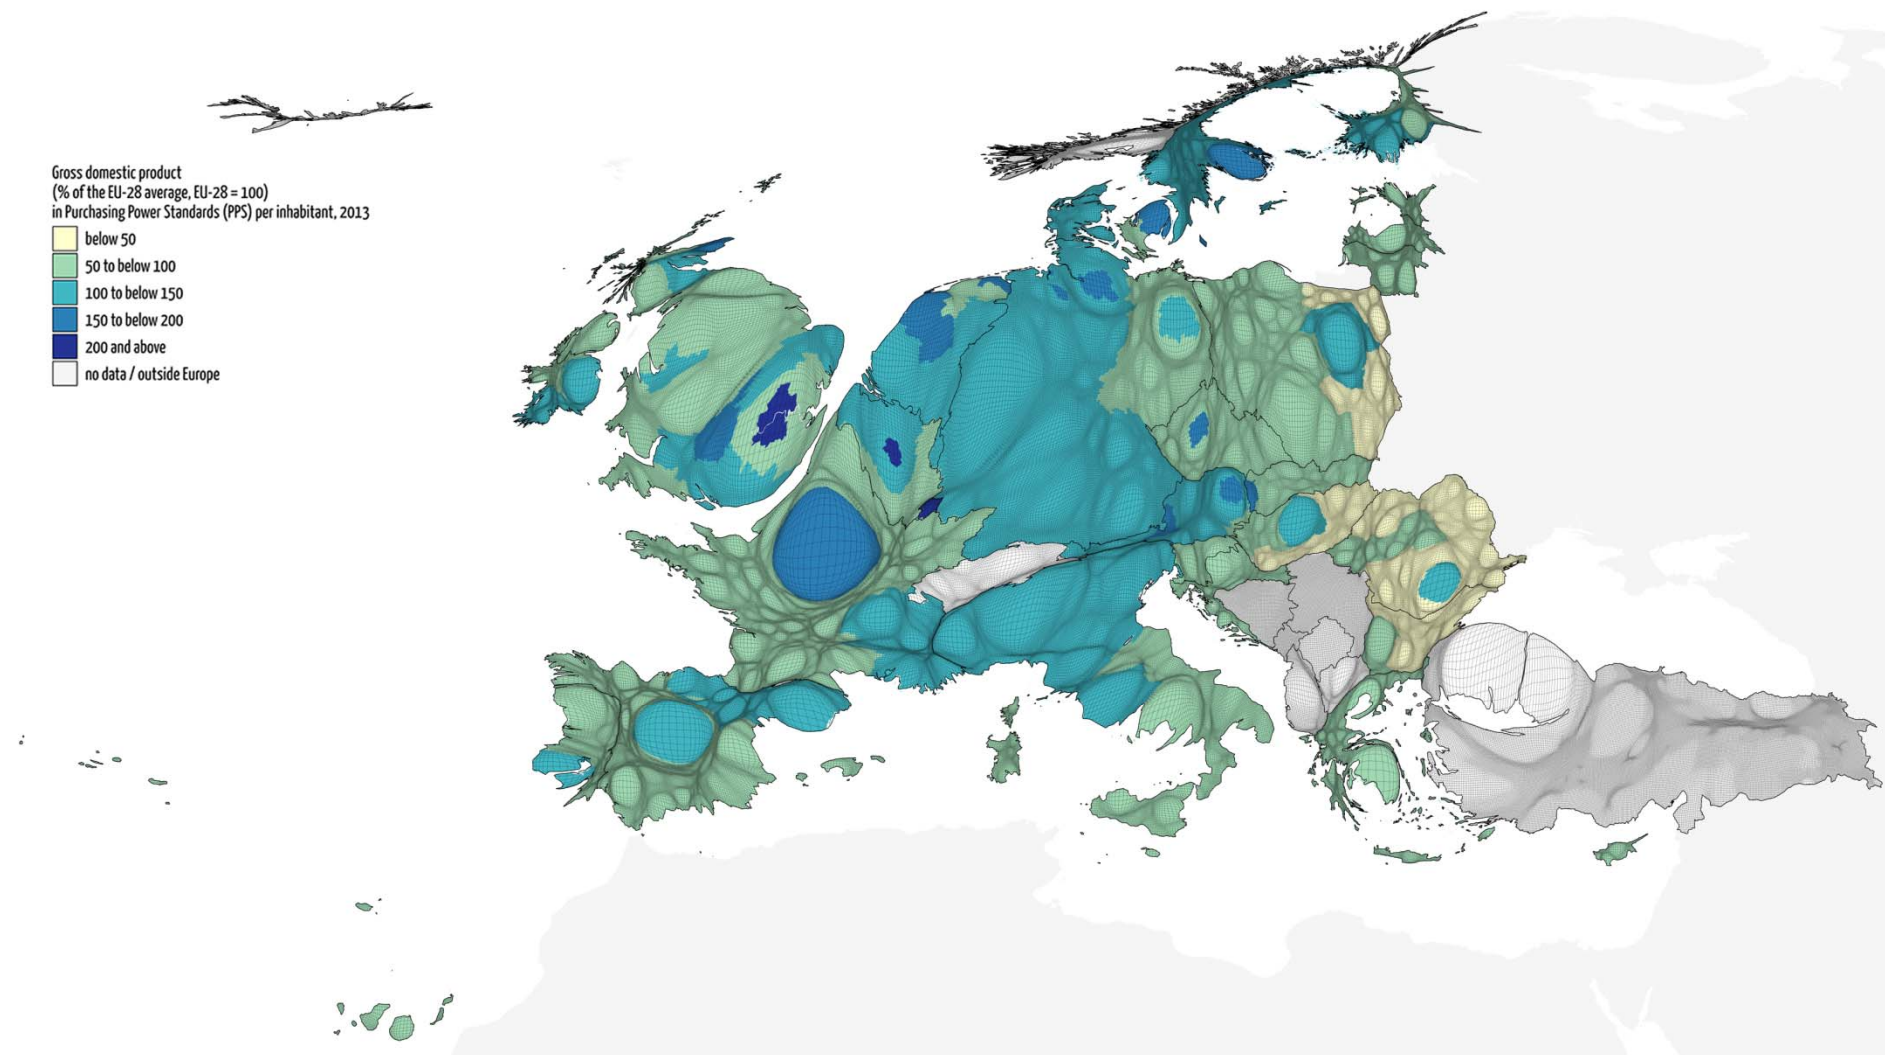 Gross domestic product
(% of the EU-28 average, EU-28 = 100)
in Purchasing Power Standards (PPS) per inhabitant, 2013
below 50
50 to below 100
100 to below 150
150 to below 200
200 and above
no data / outside Europe